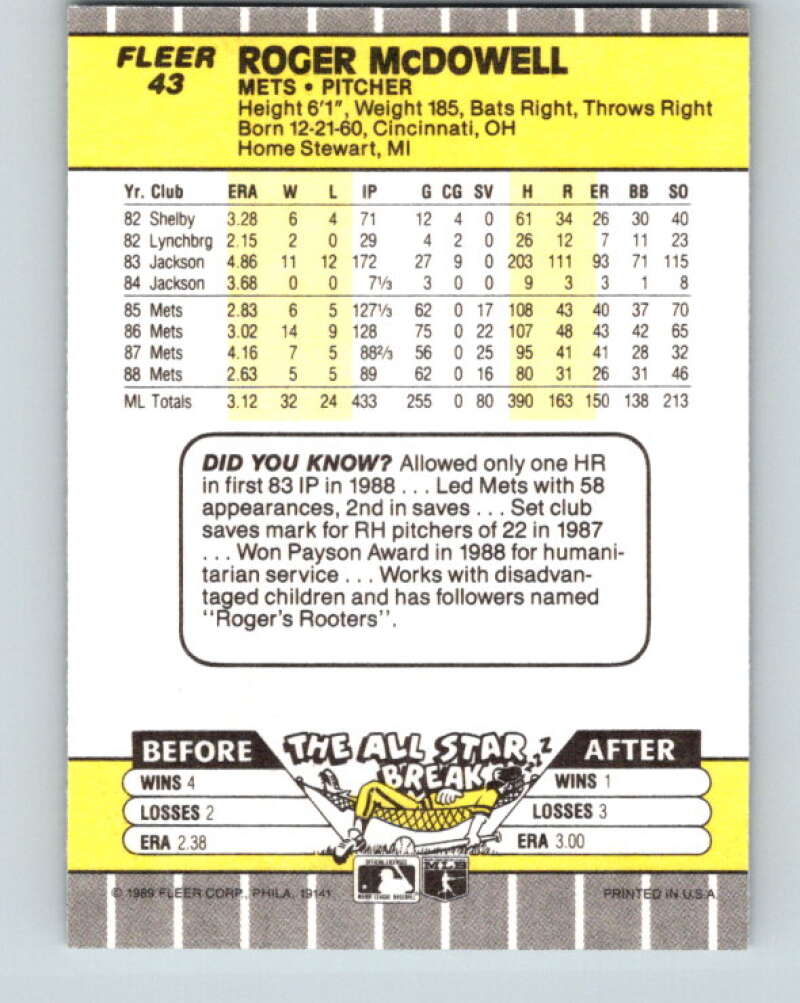 FLEER
43
ROGER McDOWELL
METS • PITCHER
Height 6'1", Weight 185, Bats Right, Throws Right
Born 12-21-60, Cincinnati, OH
Home Stewart, MI
Yr. Club ERA W L IP G CG SV H R ER BB SO
82 Shelby 3.28 6 4 71 12 4 0 61 34 26 30 40
82 Lynchbrg 2.15 2 0 29 4 2 0 26 12 7 11 23
83 Jackson 4.86 11 12 172 27 9 0 203 111 93 71 115
84 Jackson 3.68 0 0 7⅓ 3 0 0 9 3 3 1 8
85 Mets 2.83 6 5 127⅓ 62 0 17 108 43 40 37 70
86 Mets 3.02 14 9 128 75 0 22 107 48 43 42 65
87 Mets 4.16 7 5 88⅔ 56 0 25 95 41 41 28 32
88 Mets 2.63 5 5 89 62 0 16 80 31 26 31 46
ML Totals 3.12 32 24 433 255 0 80 390 163 150 138 213
DID YOU KNOW? Allowed only one HR
in first 83 IP in 1988 . . . Led Mets with 58
appearances, 2nd in saves . . . Set club
saves mark for RH pitchers of 22 in 1987
. . . Won Payson Award in 1988 for humani-
tarian service . . . Works with disadvan-
taged children and has followers named
"Roger's Rooters".
BEFORE THE ALL STAR BREAK AFTER
zzzZ
WINS 4 WINS 1
LOSSES 2 LOSSES 3
ERA 2.38 ERA 3.00
OFFICIAL LICENSEE
MAJOR LEAGUE BASEBALL
MLB
© 1989 FLEER CORP., PHILA. 19141 PRINTED IN U.S.A.